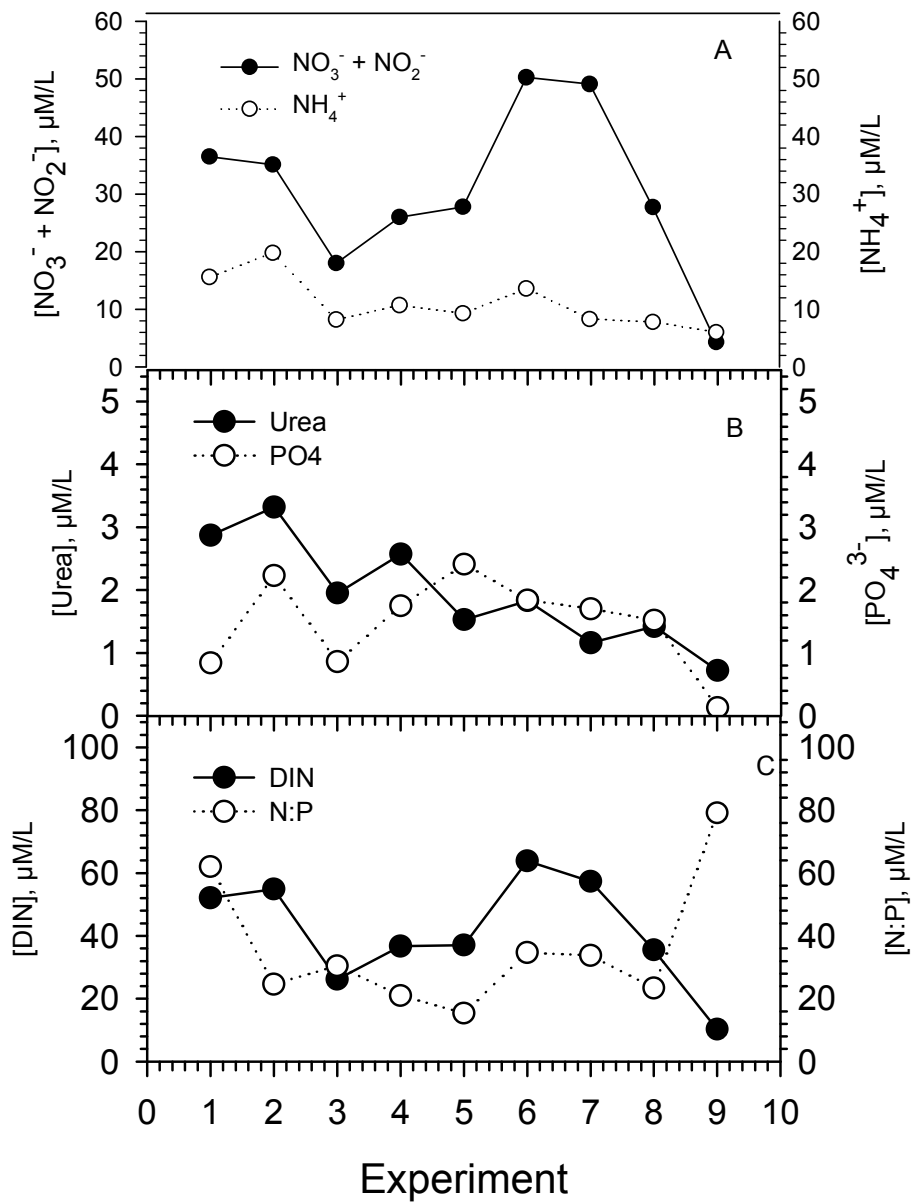 A
NO₃⁻ + NO₂⁻
NH₄⁺
60
50
40
30
20
10
0
[NO₃⁻ + NO₂⁻], µM/L
60
50
40
30
20
10
0
[NH₄⁺], µM/L
B
Urea
PO4
5
4
3
2
1
0
[Urea], µM/L
5
4
3
2
1
0
[PO₄³⁻], µM/L
C
DIN
N:P
100
80
60
40
20
0
[DIN], µM/L
100
80
60
40
20
0
[N:P], µM/L
0 1 2 3 4 5 6 7 8 9 10
Experiment